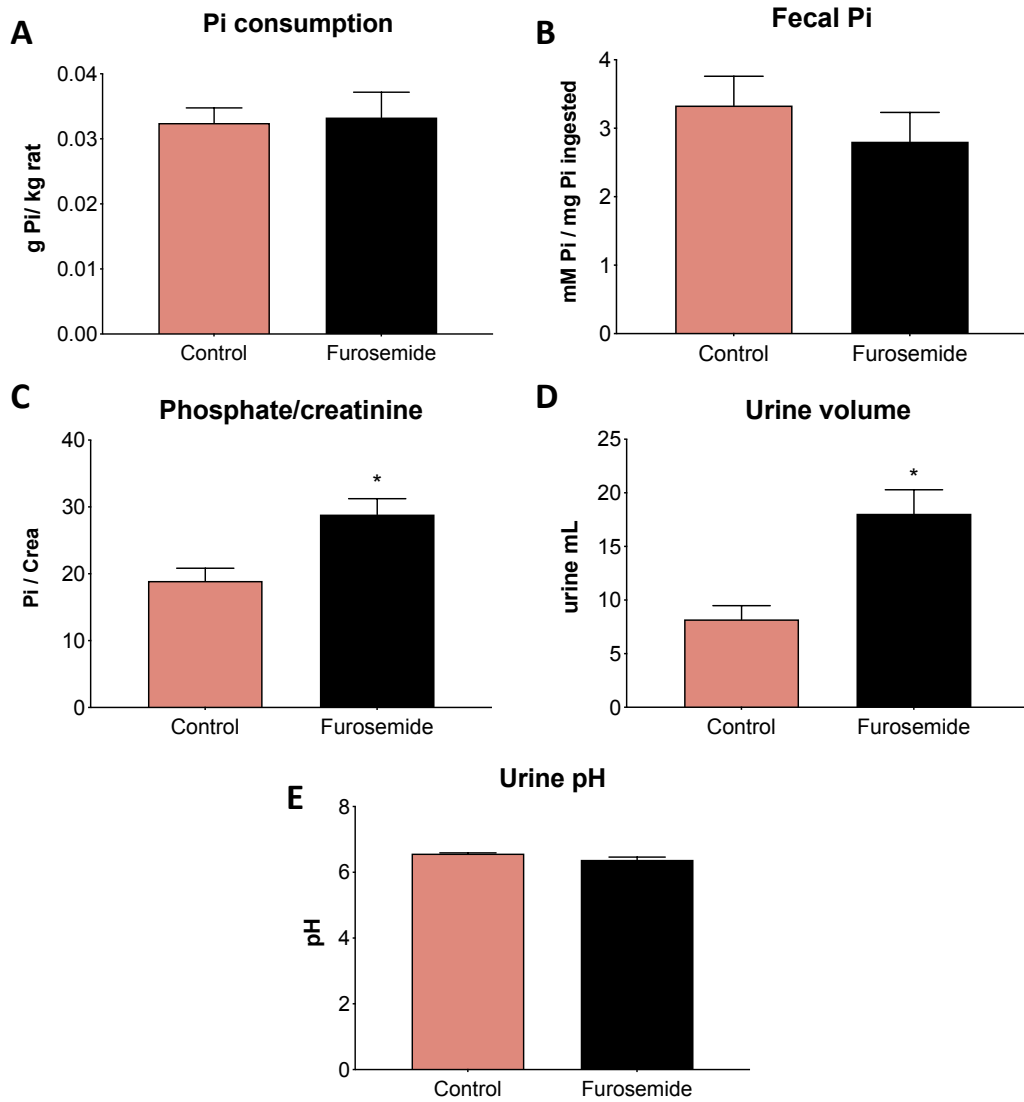 A
Pi consumption
g Pi/ kg rat
0.04
0.03
0.02
0.01
0.00
Control
Furosemide
B
Fecal Pi
mM Pi / mg Pi ingested
4
3
2
1
0
Control
Furosemide
C
Phosphate/creatinine
Pi / Crea
40
30
20
10
0
*
Control
Furosemide
D
Urine volume
urine mL
25
20
15
10
5
0
*
Control
Furosemide
E
Urine pH
pH
8
6
4
2
0
Control
Furosemide